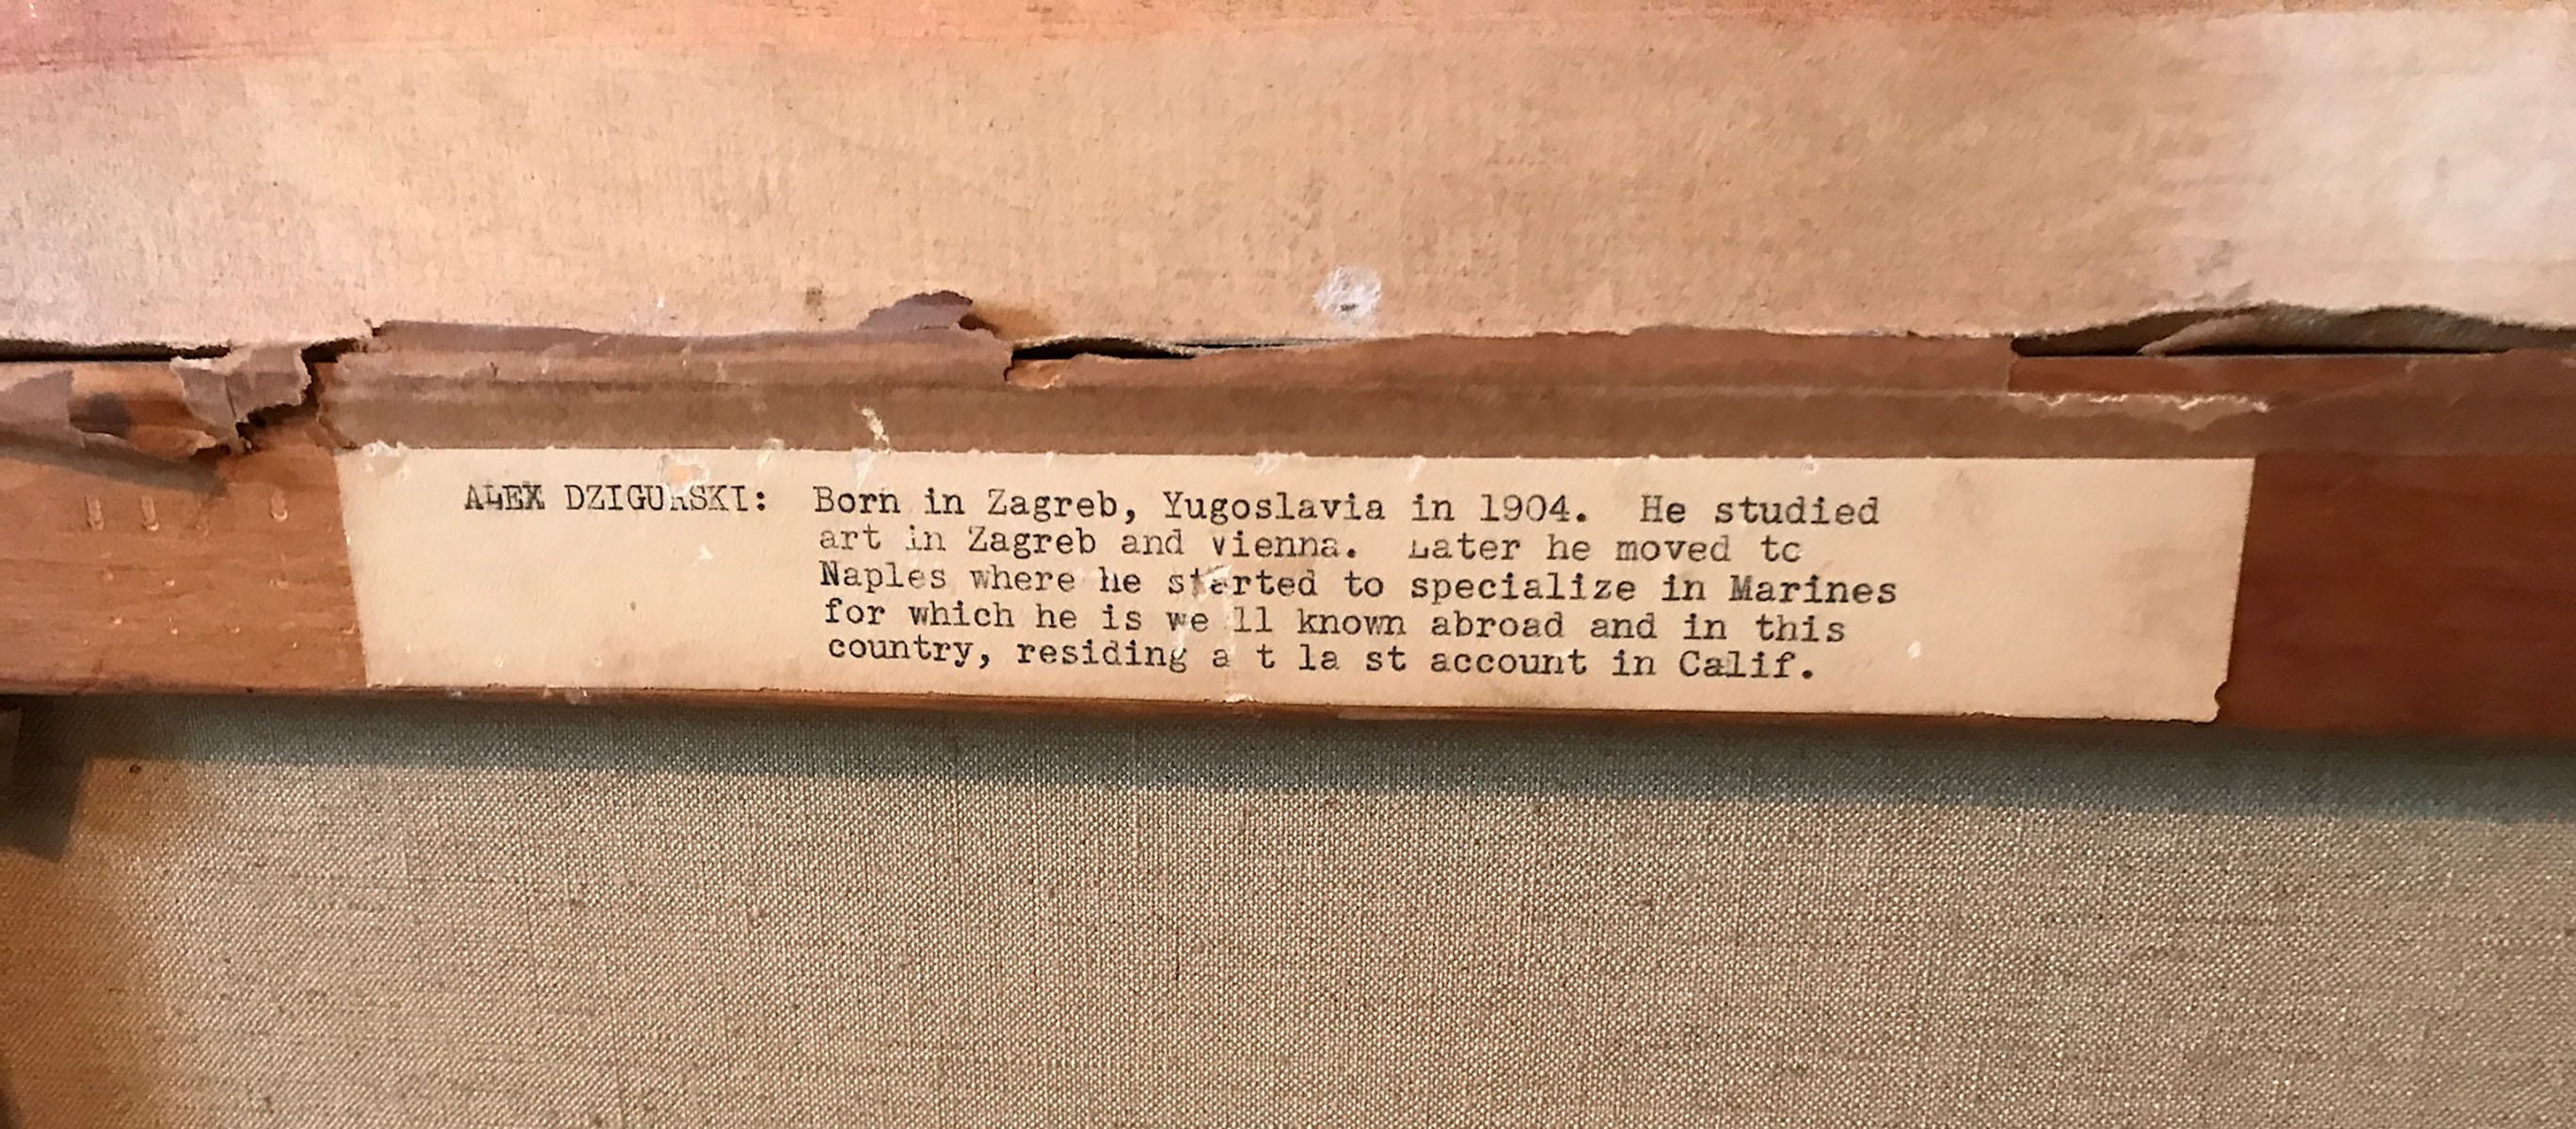 ALEX DZIGURSKI: Born in Zagreb, Yugoslavia in 1904. He studied
art in Zagreb and Vienna. Later he moved to
Naples where he started to specialize in Marines
for which he is we ll known abroad and in this
country, residing a t la st account in Calif.